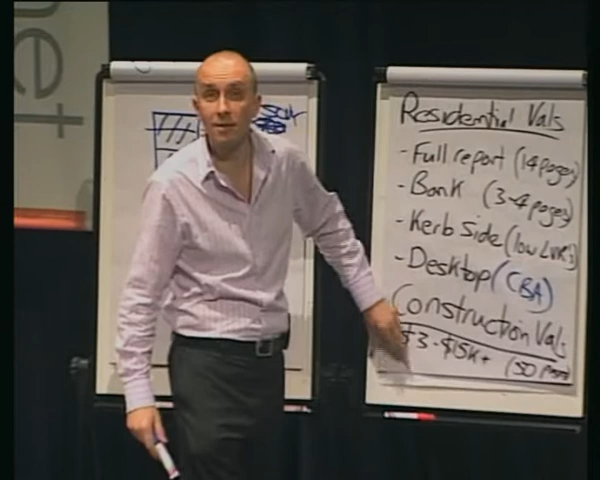 net
Residential Vals
- Full report (14 pages)
- Bank (3-4 pages)
- Kerb side (low LVR's)
- Desktop (CBA)
Construction Vals
$3-$15k+ (50